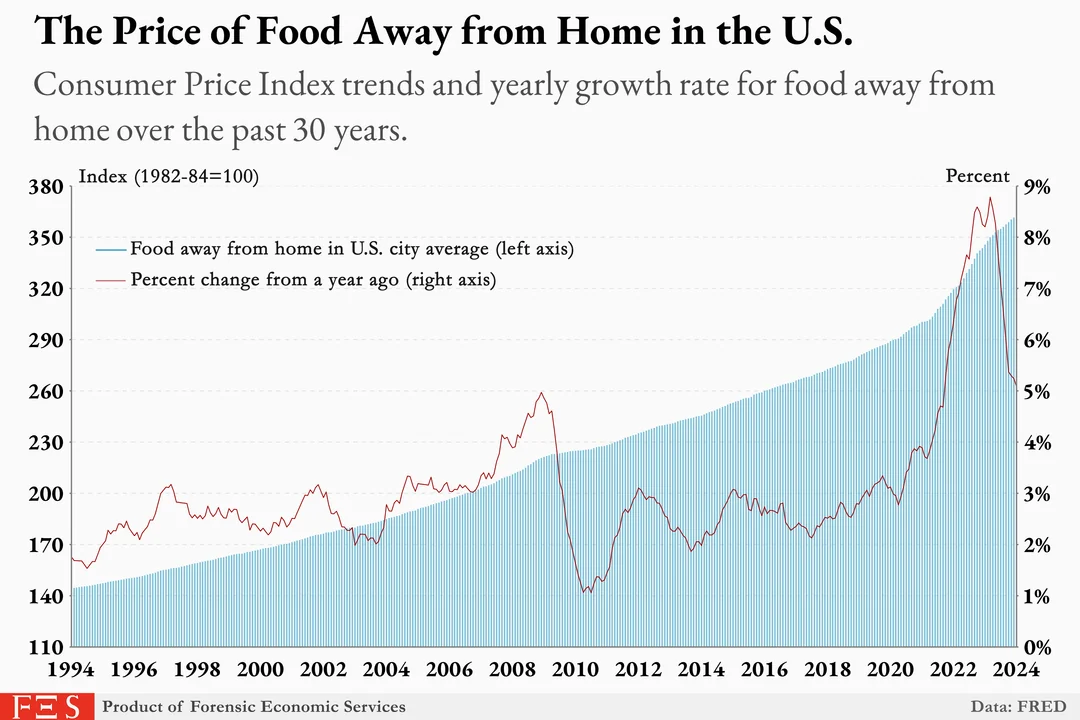 The Price of Food Away from Home in the U.S.
Consumer Price Index trends and yearly growth rate for food away from
home over the past 30 years.
Index (1982-84=100)
Percent
380
350
320
290
260
230
200
170
140
110
Food away from home in U.S. city average (left axis)
Percent change from a year ago (right axis)
9%
8%
7%
6%
5%
4%
3%
2%
1%
0%
1994 1996 1998 2000 2002 2004 2006 2008 2010 2012 2014 2016 2018 2020 2022 2024
FES Product of Forensic Economic Services
Data: FRED